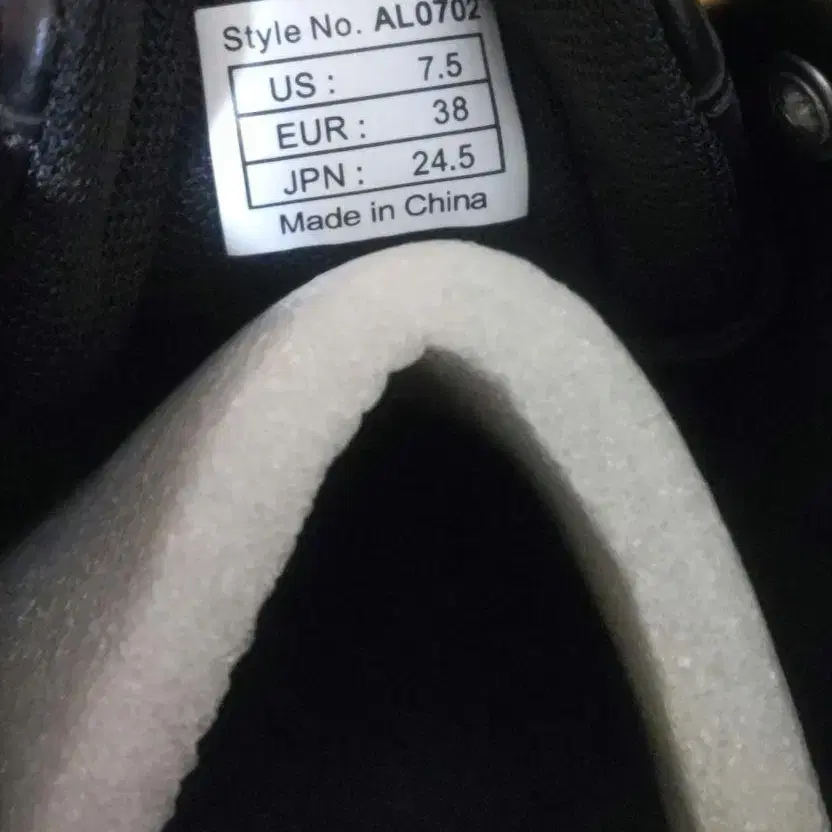 Style No. AL0702
US : 7.5
EUR : 38
JPN : 24.5
Made in China